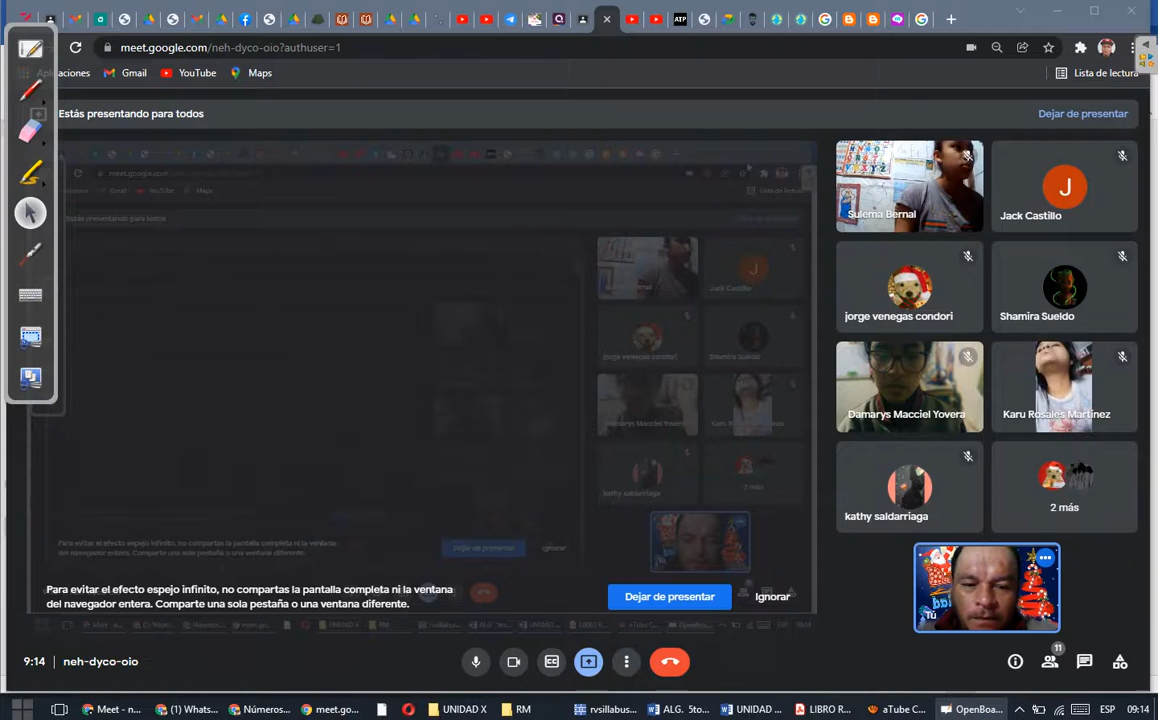 ATP
meet.google.com/neh-dyco-oio?authuser=1
Aplicaciones Gmail YouTube Maps Lista de lectura
Estás presentando para todos Dejar de presentar
Sulema Bernal J Jack Castillo
jorge venegas condori Shamira Sueldo
Damarys Macciel Yovera Karu Rosales Martínez
kathy saldarriaga 2 más
Para evitar el efecto espejo infinito, no compartas la pantalla completa ni la ventana
del navegador entera. Comparte una sola pestaña o una ventana diferente.
Dejar de presentar Ignorar
Tú
9:14 neh-dyco-oio 11
Meet - n... (1) Whats... Números... meet.go... UNIDAD X RM rvsillabus... ALG. 5to... UNIDAD ... LIBRO R... aTube C... OpenBoa... ESP 09:14